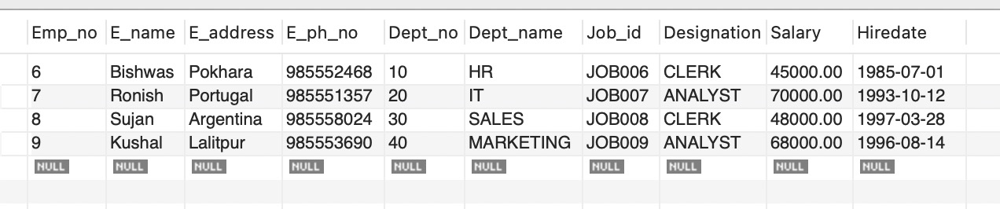 Emp_no E_name E_address E_ph_no Dept_no Dept_name Job_id Designation Salary Hiredate
6 Bishwas Pokhara 985552468 10 HR JOB006 CLERK 45000.00 1985-07-01
7 Ronish Portugal 985551357 20 IT JOB007 ANALYST 70000.00 1993-10-12
8 Sujan Argentina 985558024 30 SALES JOB008 CLERK 48000.00 1997-03-28
9 Kushal Lalitpur 985553690 40 MARKETING JOB009 ANALYST 68000.00 1996-08-14
NULL NULL NULL NULL NULL NULL NULL NULL NULL NULL